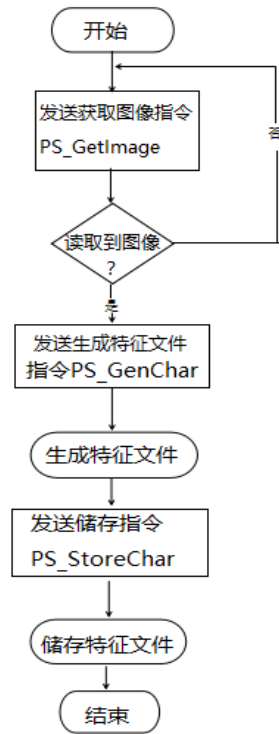 开始
发送获取图像指令
PS_GetImage
否
读取到图像
?
是
发送生成特征文件
指令PS_GenChar
生成特征文件
发送储存指令
PS_StoreChar
储存特征文件
结束